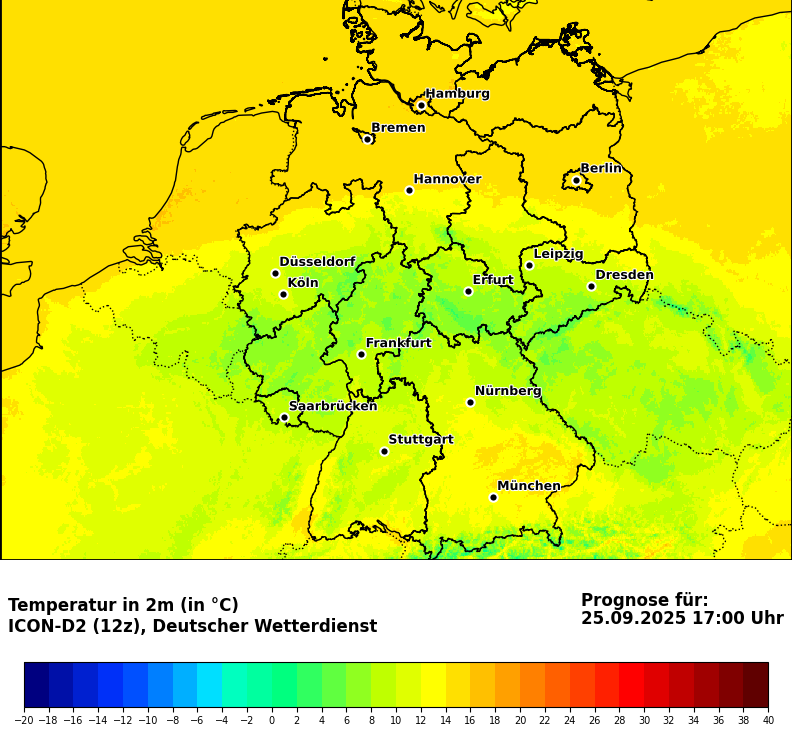 Hamburg
Bremen
Berlin
Hannover
Leipzig
Düsseldorf
Dresden
Köln
Erfurt
Frankfurt
Nürnberg
Saarbrücken
Stuttgart
München
Temperatur in 2m (in °C)
ICON-D2 (12z), Deutscher Wetterdienst
Prognose für:
25.09.2025 17:00 Uhr
−20 −18 −16 −14 −12 −10 −8 −6 −4 −2 0 2 4 6 8 10 12 14 16 18 20 22 24 26 28 30 32 34 36 38 40